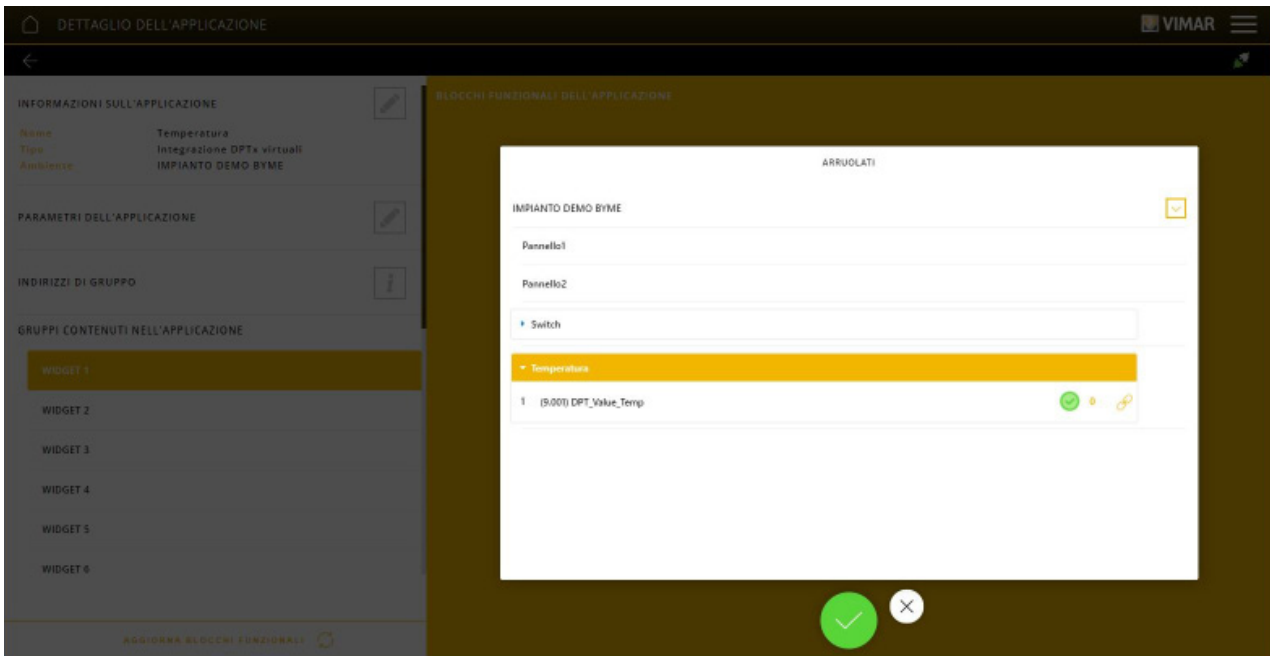 DETTAGLIO DELL'APPLICAZIONE
VIMAR
INFORMAZIONI SULL'APPLICAZIONE
Nome Temperatura
Tipo Integrazione DPTx virtuali
Ambiente IMPIANTO DEMO BYME
PARAMETRI DELL'APPLICAZIONE
INDIRIZZI DI GRUPPO
GRUPPI CONTENUTI NELL'APPLICAZIONE
WIDGET 1
WIDGET 2
WIDGET 3
WIDGET 4
WIDGET 5
WIDGET 6
AGGIORNA BLOCCHI FUNZIONALI
BLOCCHI FUNZIONALI DELL'APPLICAZIONE
ARRUOLATI
IMPIANTO DEMO BYME
Pannello1
Pannello2
Switch
Temperatura
1 (9.001) DPT_Value_Temp 0